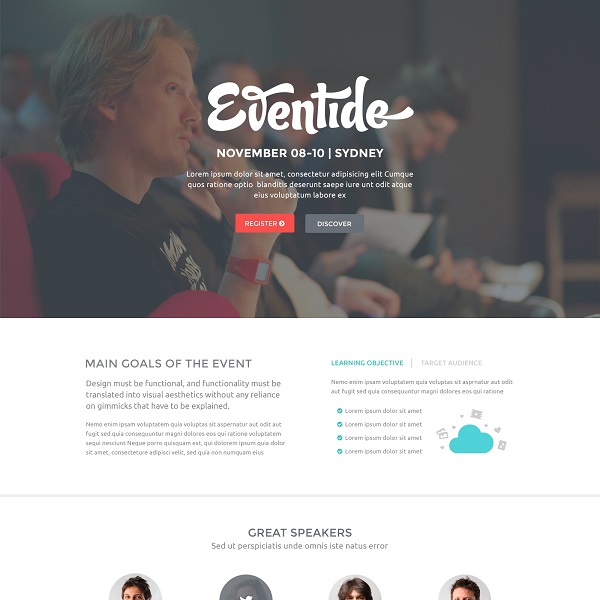 Eventide
NOVEMBER 08-10 | SYDNEY
Lorem ipsum dolor sit amet, consectetur adipisicing elit Cumque
quos ratione optio blanditis deserunt saepe iure unt odit
eius voluptatum labore ex
REGISTER
DISCOVER
MAIN GOALS OF THE EVENT
Design must be functional, and functionality must be
translated into visual aesthetics without any reliance
on gimmicks that have to be explained.
Nemo enim ipsam voluptatem quia voluptas sit aspernatur aut odit
fugit sed quia consequuntur magni dolores eos qui ratione voluptatem
sequi nesciunt. Neque porro quisquam est, qui dolorem ipsum quia dolor
sit amet, consectetur, adipisci velit sed quia non numquam eius
LEARNING OBJECTIVE | TARGET AUDIENCE
Nemo enim ipsam voluptatem quia voluptas sit asprnatur aut odit
aut fugit sed quia consequuntur magni dolores eos qui ratione
Lorem ipsum dolor sit amet
Lorem ipsum dolor sit amet
Lorem ipsum dolor sit amet
Lorem ipsum dolor sit amet
GREAT SPEAKERS
Sed ut perspiciatis unde omnis iste natus error